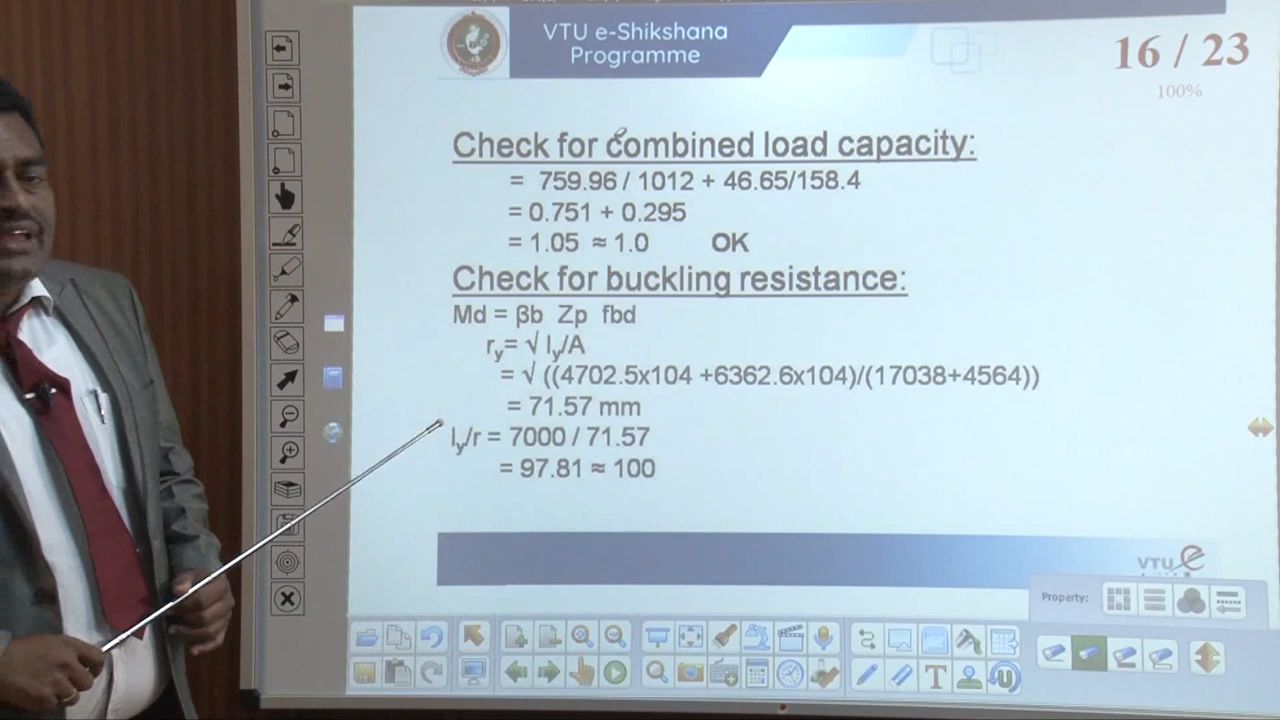 VTU e-Shikshana
Programme
16 / 23
100%
Check for combined load capacity:
= 759.96 / 1012 + 46.65/158.4
= 0.751 + 0.295
= 1.05 ≈ 1.0 OK
Check for buckling resistance:
Md = βb Zp fbd
ry = √ Iy/A
= √ ((4702.5x104 +6362.6x104)/(17038+4564))
= 71.57 mm
ly/r = 7000 / 71.57
= 97.81 ≈ 100
VTU e
Property: